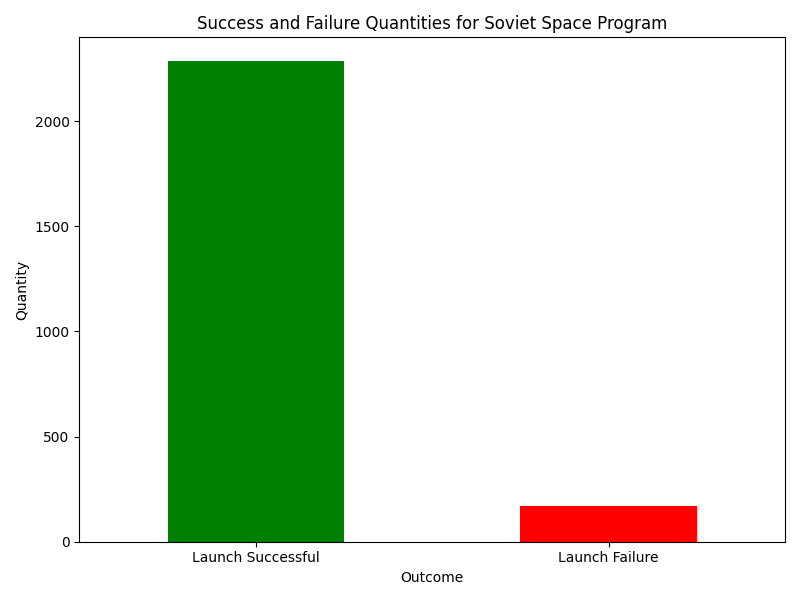 Success and Failure Quantities for Soviet Space Program
Quantity
2000
1500
1000
500
0
Launch Successful
Launch Failure
Outcome